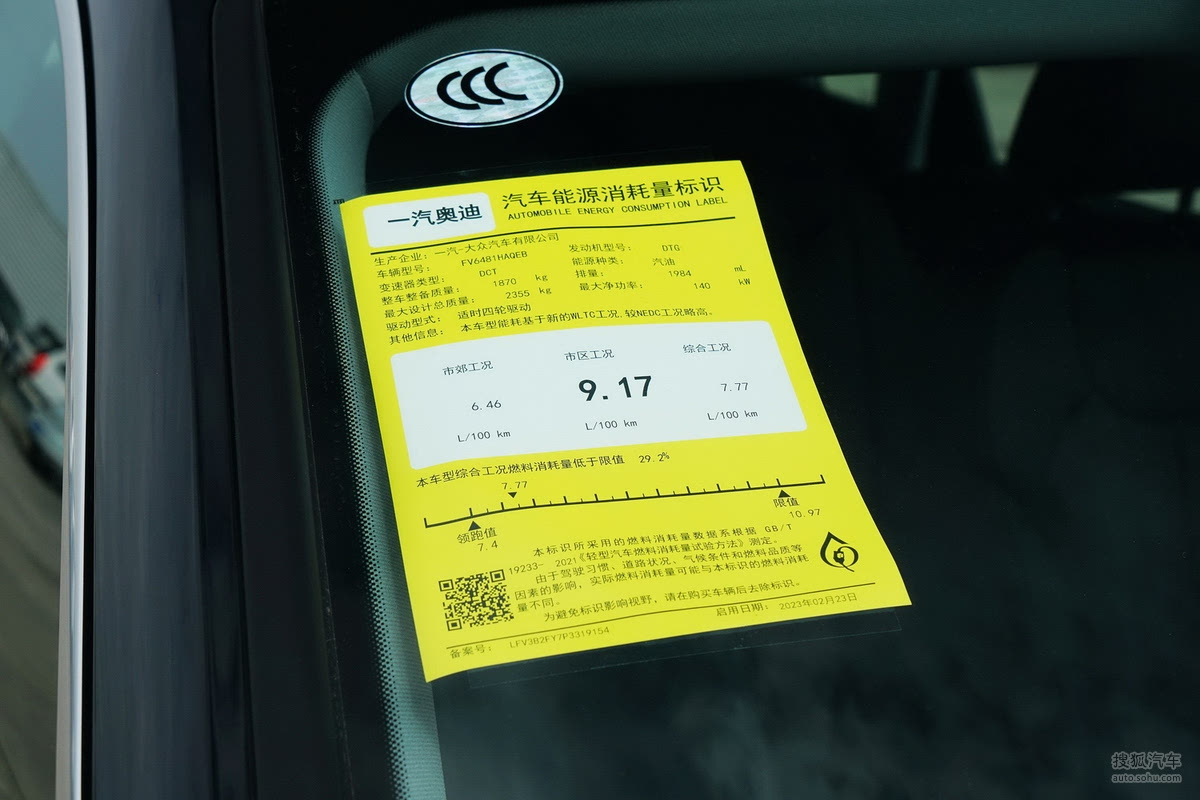 CCC
一汽奥迪
汽车能源消耗量标识
AUTOMOBILE ENERGY CONSUMPTION LABEL
生产企业: 一汽-大众汽车有限公司
车辆型号: FV6481HAQEB 发动机型号: DTG
变速器类型: DCT 能源种类: 汽油
整车整备质量: 1870 kg 排量: 1984 mL
最大设计总质量: 2355 kg 最大净功率: 140 kW
驱动型式: 适时四轮驱动
其他信息: 本车型能耗基于新的WLTC工况,较NEDC工况略高。
市郊工况 市区工况 综合工况
6.46 9.17 7.77
L/100 km L/100 km L/100 km
本车型综合工况燃料消耗量低于限值 29.2%
7.77
领跑值 限值
7.4 10.97
本标识所采用的燃料消耗量数据系根据 GB/T
19233- 2021《轻型汽车燃料消耗量试验方法》测定。
由于驾驶习惯、道路状况、气候条件和燃料品质等
因素的影响,实际燃料消耗量可能与本标识的燃料消耗
量不同。
为避免标识影响视野,请在购买车辆后去除标识。
备案号: LFV3B2FY7P3319154 启用日期: 2023年02月23日
搜狐汽车
auto.sohu.com